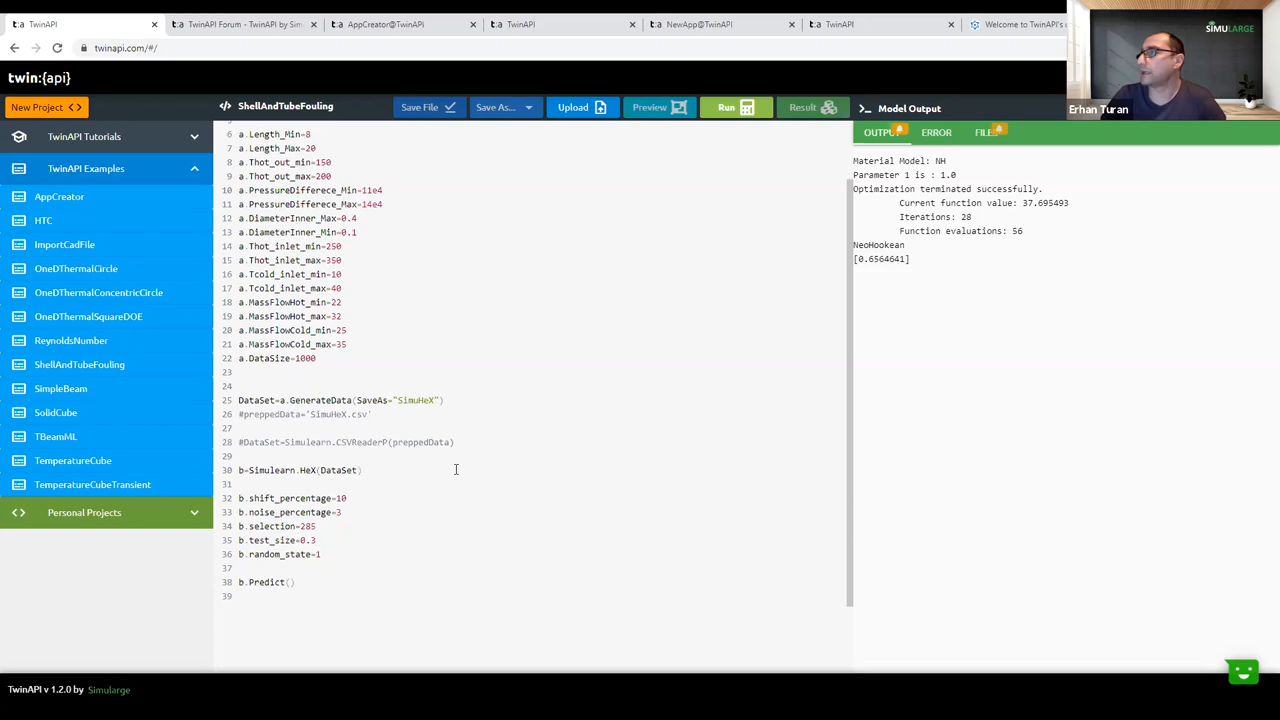 TwinAPI
TwinAPI Forum - TwinAPI by Sim
AppCreator@TwinAPI
TwinAPI
NewApp@TwinAPI
TwinAPI
Welcome to TwinAPI's
twinapi.com/#/
SIMULARGE
Erhan Turan
twin:{api}
New Project <>
ShellAndTubeFouling
Save File
Save As...
Upload
Preview
Run
Result
Model Output
TwinAPI Tutorials
TwinAPI Examples
AppCreator
HTC
ImportCadFile
OneDThermalCircle
OneDThermalConcentricCircle
OneDThermalSquareDOE
ReynoldsNumber
ShellAndTubeFouling
SimpleBeam
SolidCube
TBeamML
TemperatureCube
TemperatureCubeTransient
Personal Projects
6 a.Length_Min=8
7 a.Length_Max=20
8 a.Thot_out_min=150
9 a.Thot_out_max=200
10 a.PressureDifferece_Min=11e4
11 a.PressureDifferece_Max=14e4
12 a.DiameterInner_Max=0.4
13 a.DiameterInner_Min=0.1
14 a.Thot_inlet_min=250
15 a.Thot_inlet_max=350
16 a.Tcold_inlet_min=10
17 a.Tcold_inlet_max=40
18 a.MassFlowHot_min=22
19 a.MassFlowHot_max=32
20 a.MassFlowCold_min=25
21 a.MassFlowCold_max=35
22 a.DataSize=1000
23
24
25 DataSet=a.GenerateData(SaveAs="SimuHeX")
26 #preppedData='SimuHeX.csv'
27
28 #DataSet=Simulearn.CSVReaderP(preppedData)
29
30 b=Simulearn.HeX(DataSet)
31
32 b.shift_percentage=10
33 b.noise_percentage=3
34 b.selection=285
35 b.test_size=0.3
36 b.random_state=1
37
38 b.Predict()
39
OUTPU
ERROR
FILE
Material Model: NH
Parameter 1 is : 1.0
Optimization terminated successfully.
Current function value: 37.695493
Iterations: 28
Function evaluations: 56
NeoHookean
[0.6564641]
TwinAPI v 1.2.0 by Simularge